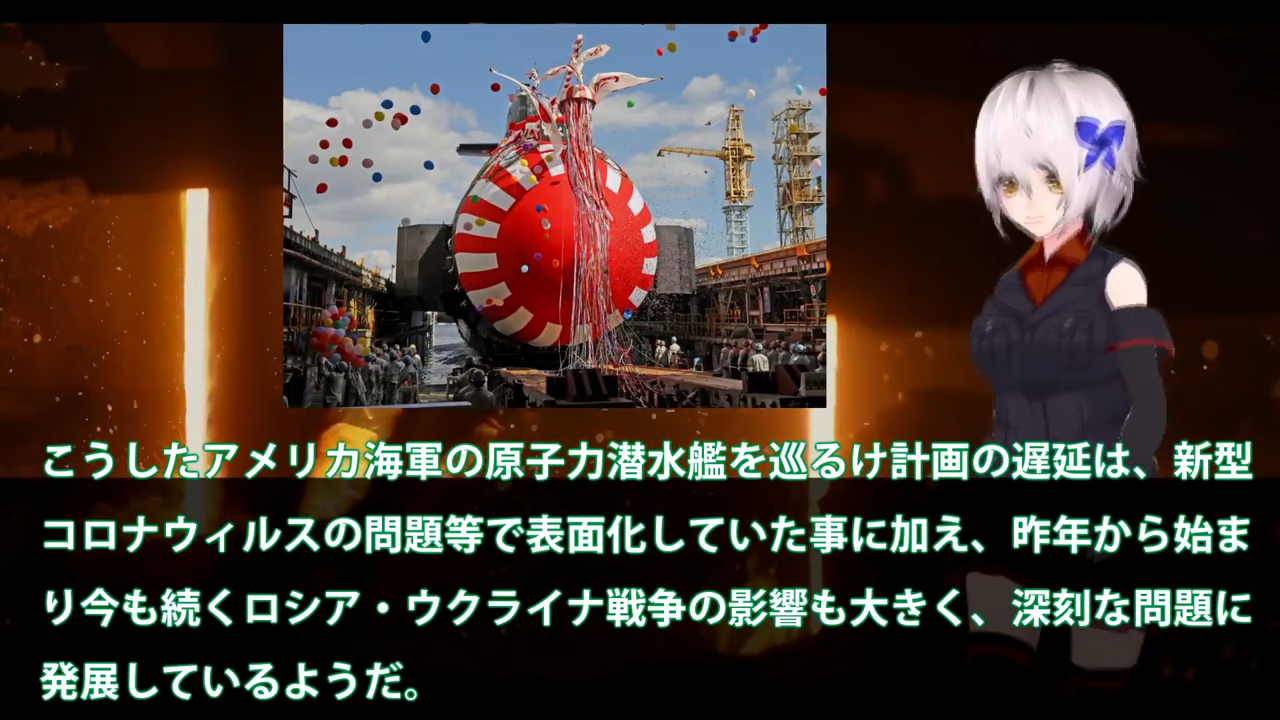 こうしたアメリカ海軍の原子力潜水艦を巡るけ計画の遅延は、新型
コロナウィルスの問題等で表面化していた事に加え、昨年から始ま
り今も続くロシア・ウクライナ戦争の影響も大きく、深刻な問題に
発展しているようだ。